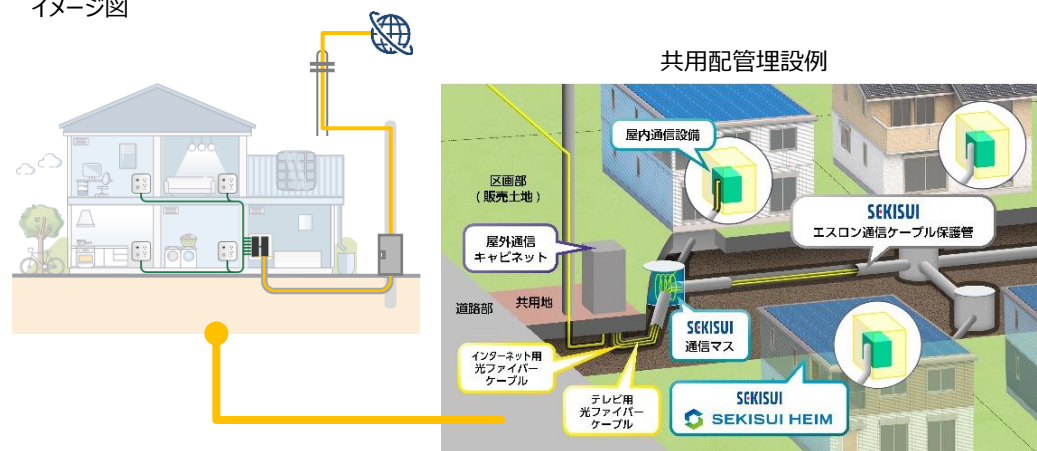 イメージ図
共用配管埋設例
屋内通信設備
区画部
(販売土地)
SEKISUI
エスロン通信ケーブル保護管
屋外通信
キャビネット
道路部
共用地
SEKISUI
通信マス
インターネット用
光ファイバー
ケーブル
テレビ用
光ファイバー
ケーブル
SEKISUI
SEKISUI HEIM